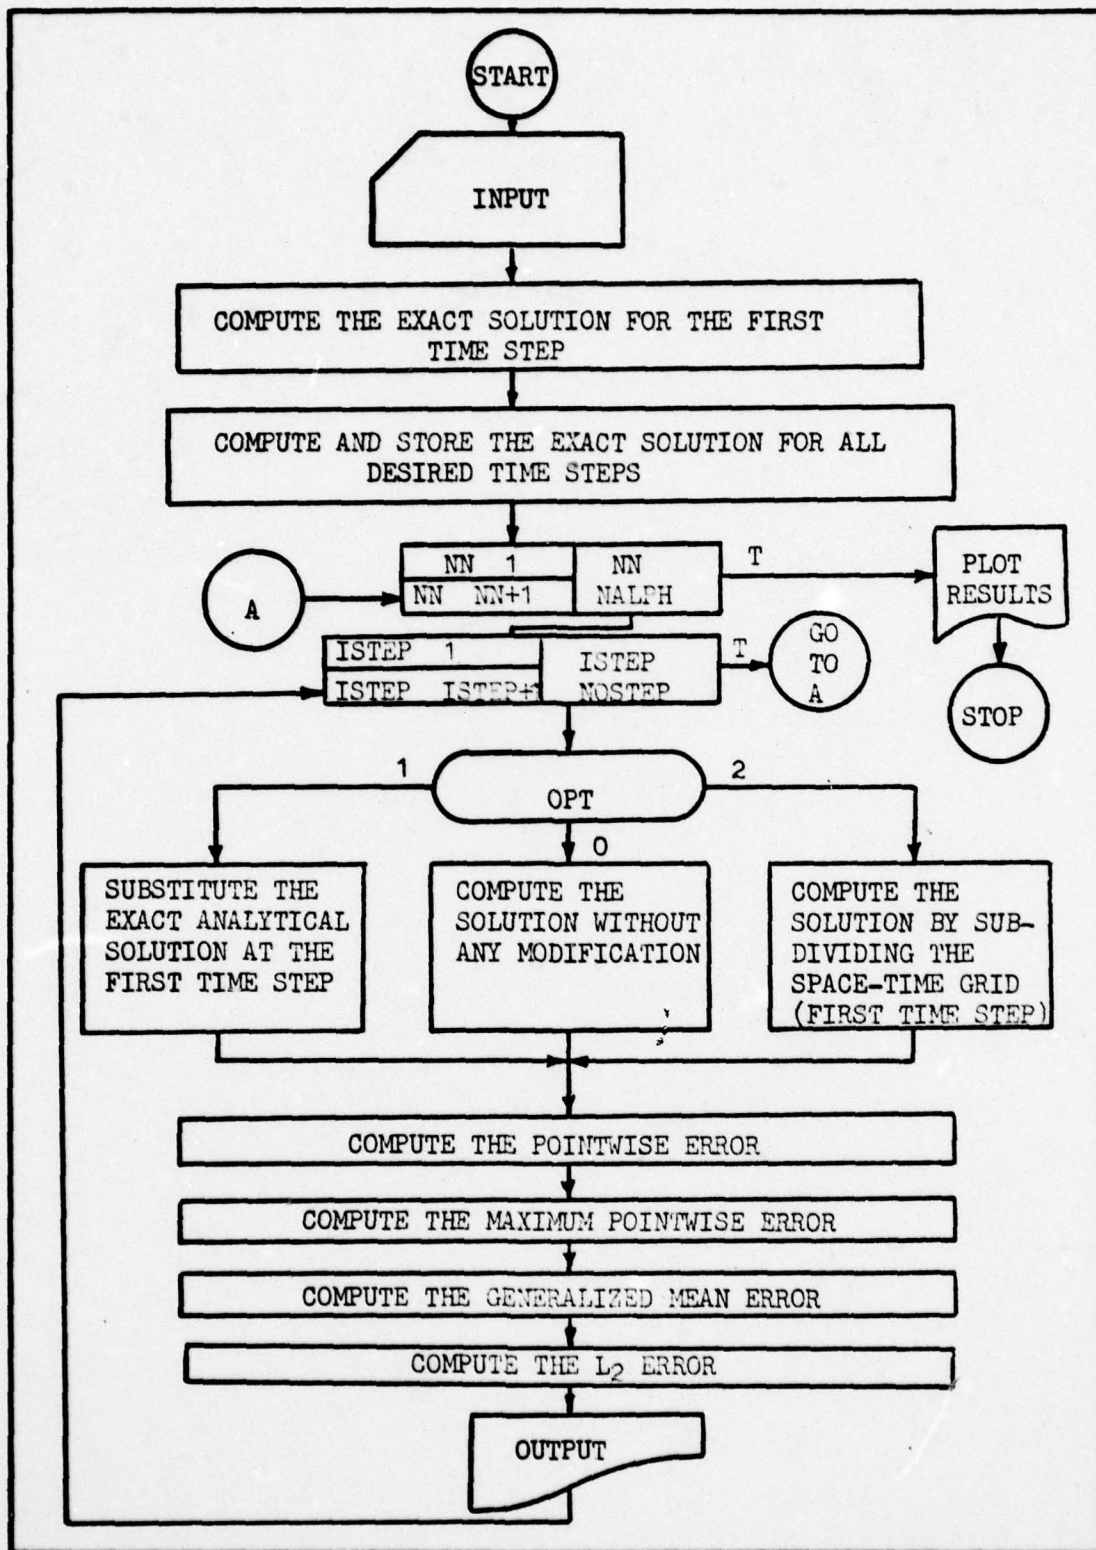 START
INPUT
COMPUTE THE EXACT SOLUTION FOR THE FIRST
TIME STEP
COMPUTE AND STORE THE EXACT SOLUTION FOR ALL
DESIRED TIME STEPS
NN 1
NN NN+1
NN
NALPH
T
PLOT
RESULTS
A
ISTEP 1
ISTEP ISTEP+
ISTEP
NOSTEP
T
GO
TO
A
STOP
1
OPT
2
0
SUBSTITUTE THE
EXACT ANALYTICAL
SOLUTION AT THE
FIRST TIME STEP
COMPUTE THE
SOLUTION WITHOUT
ANY MODIFICATION
COMPUTE THE
SOLUTION BY SUB-
DIVIDING THE
SPACE-TIME GRID
(FIRST TIME STEP)
COMPUTE THE POINTWISE ERROR
COMPUTE THE MAXIMUM POINTWISE ERROR
COMPUTE THE GENERALIZED MEAN ERROR
COMPUTE THE L₂ ERROR
OUTPUT